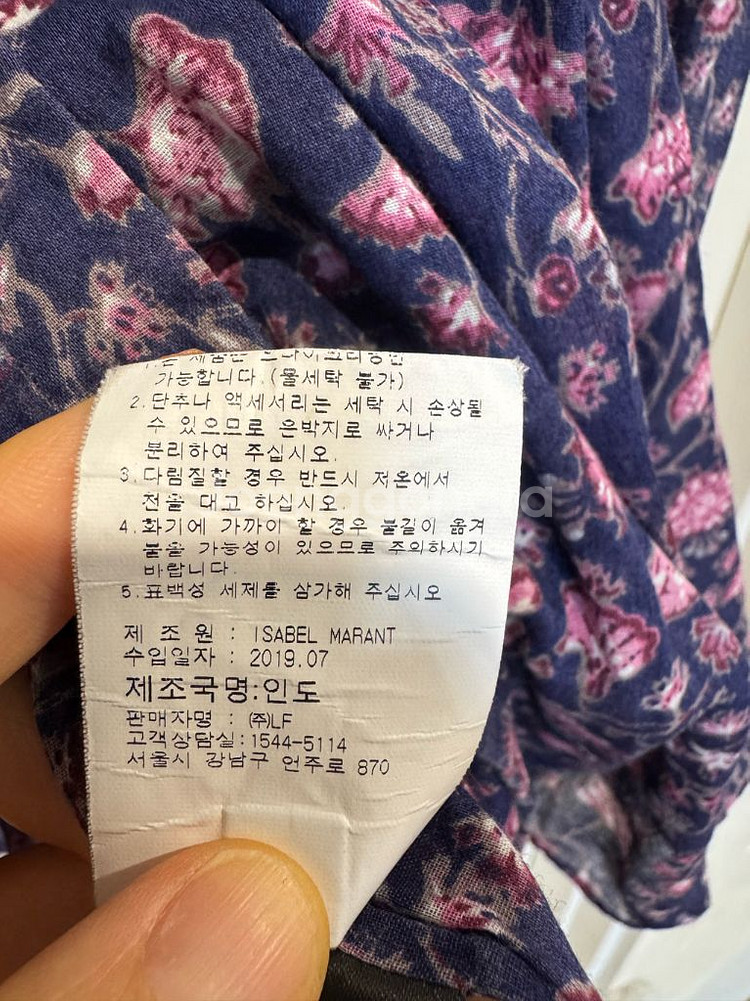 가능합니다.(물세탁 불가)
2.단추나 액세서리는 세탁 시 손상될
수 있으므로 은박지로 싸거나
분리하여 주십시오.
3.다림질할 경우 반드시 저온에서
천을 대고 하십시오.
4.화기에 가까이 할 경우 불길이 옮겨
붙을 가능성이 있으므로 주의하시기
바랍니다.
5.표백성 세제를 삼가해 주십시오
제 조 원 : ISABEL MARANT
수입일자 : 2019.07
제조국명:인도
판매자명 : ㈜LF
고객상담실:1544-5114
서울시 강남구 언주로 870